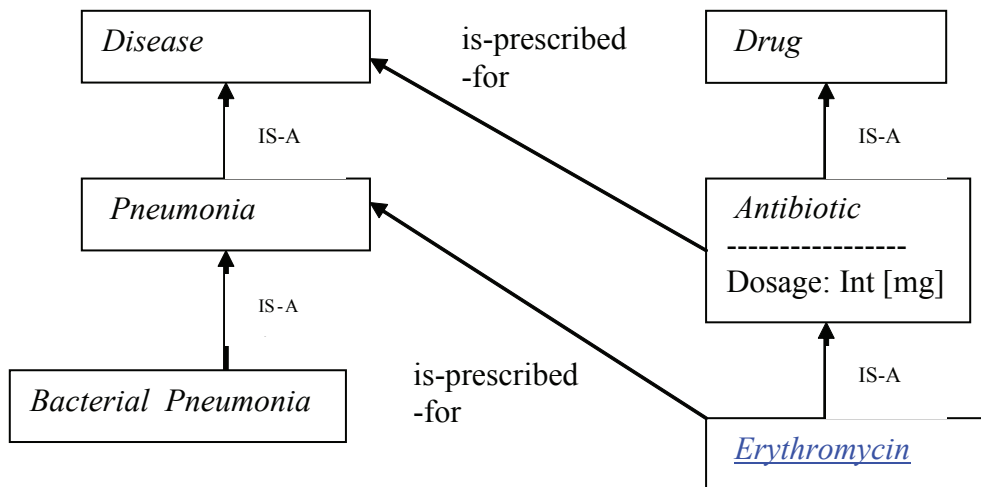 Disease
is-prescribed
-for
Drug
IS-A
IS-A
Pneumonia
Antibiotic
-----------------
Dosage: Int [mg]
IS-A
is-prescribed
-for
IS-A
Bacterial Pneumonia
Erythromycin